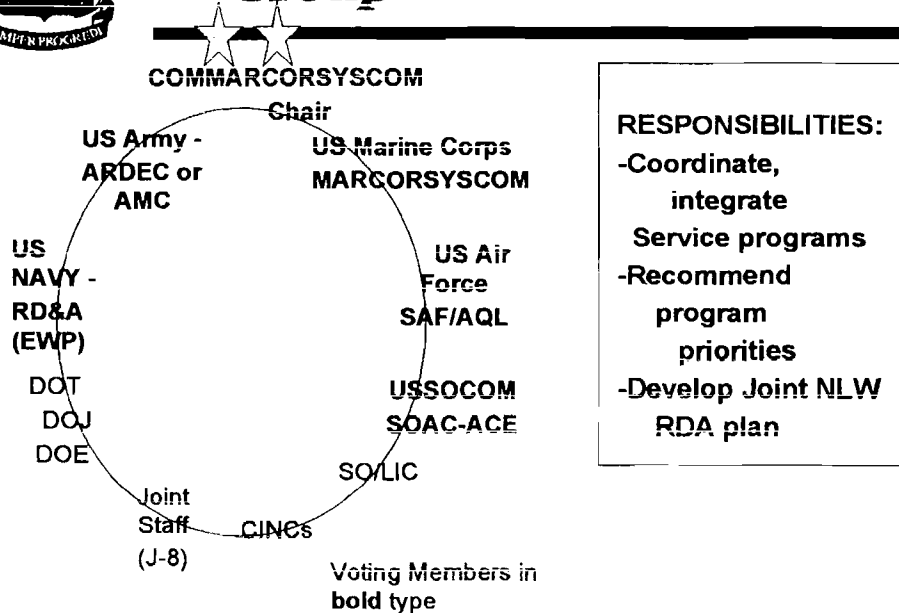 COMMARCORSYSCOM
Chair
US Army -
ARDEC or
AMC
US Marine Corps
MARCORSYSCOM
US Air
Force
SAF/AQL
USSOCOM
SOAC-ACE
SO/LIC
CINCs
Joint
Staff
(J-8)
DOT
DOJ
DOE
US
NAVY -
RD&A
(EWP)
Voting Members in
bold type
RESPONSIBILITIES:
-Coordinate,
integrate
Service programs
-Recommend
program
priorities
-Develop Joint NLW
RDA plan